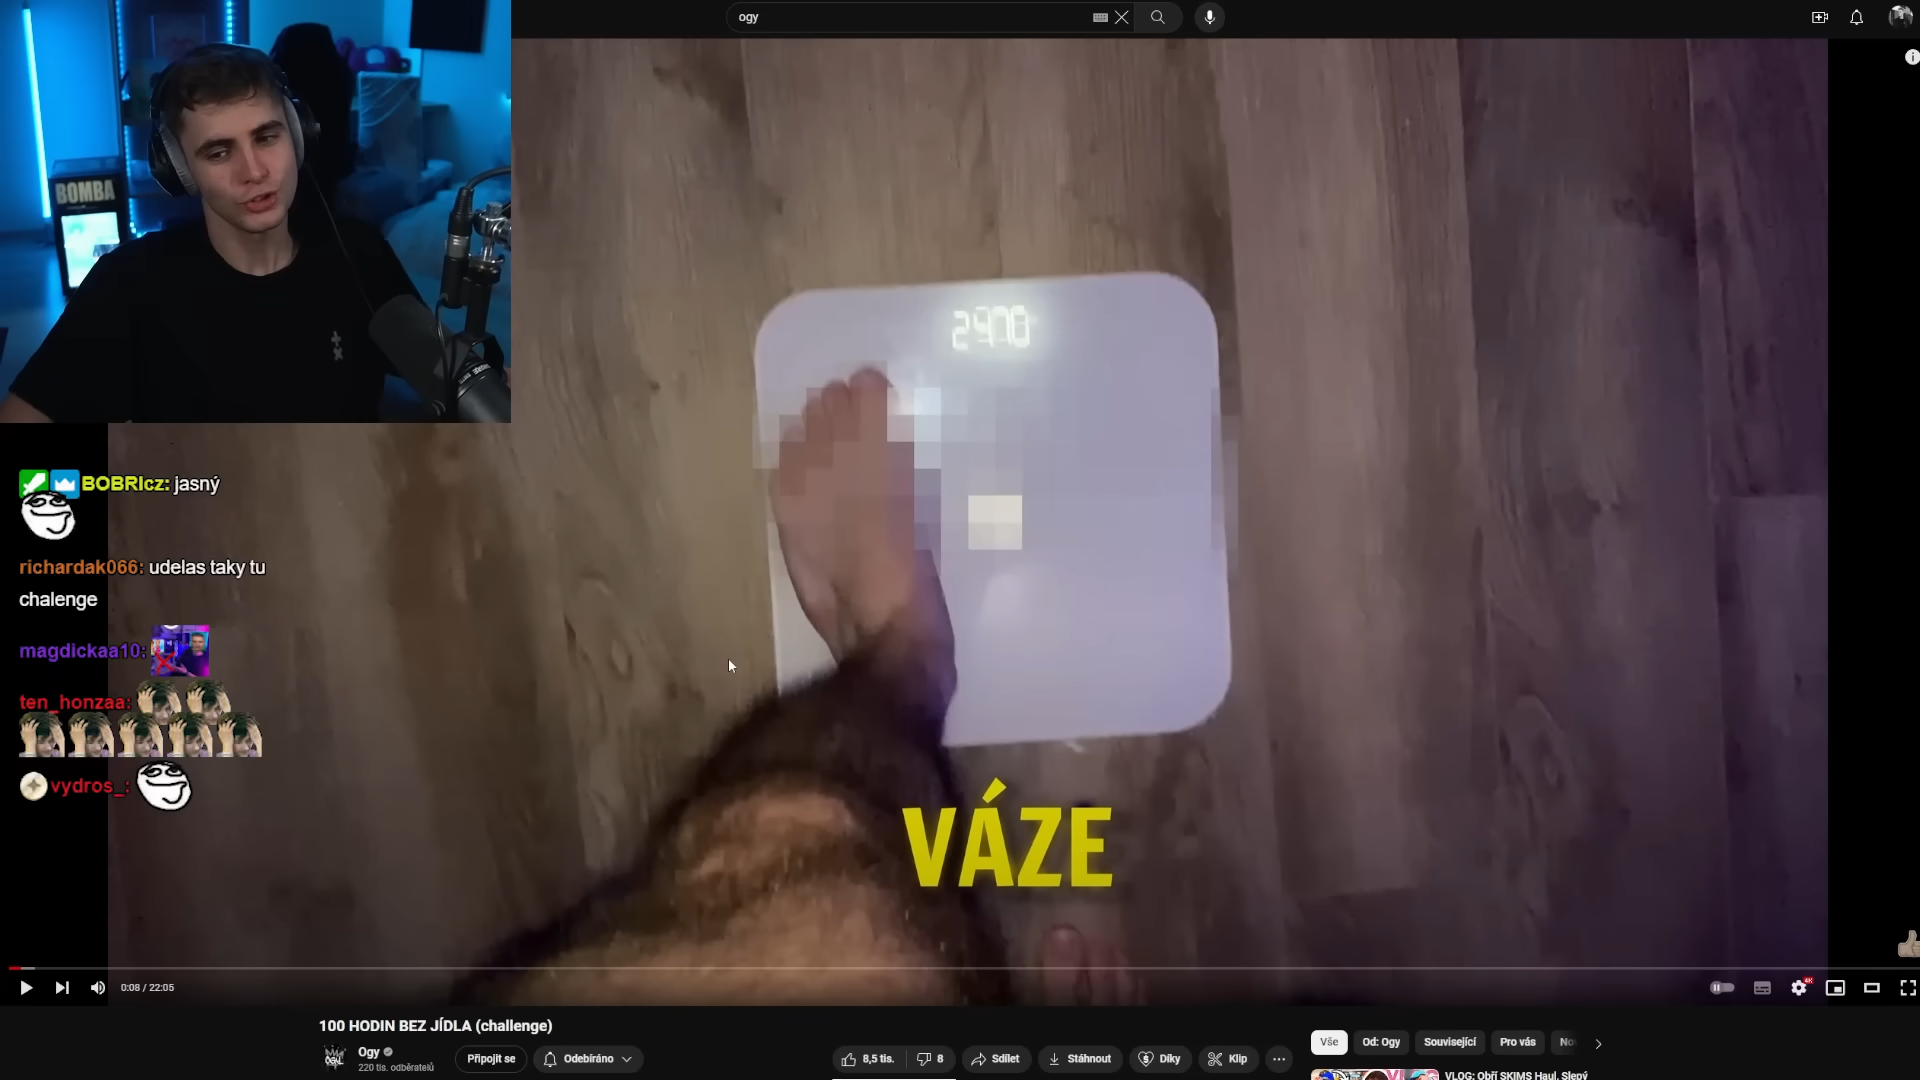 ogy
BOMBA
2970
BOBRIcz: jasný
richardak066: udelas taky tu
chalenge
magdickaa10:
ten_honzaa:
vydros_:
VÁZE
0:08 / 22:05
100 HODIN BEZ JÍDLA (challenge)
Ogy
220 tis. odběratelů
Připojit se
Odebíráno
8,5 tis.
8
Sdílet
Stáhnout
Díky
Klip
Vše
Od: Ogy
Související
Pro vás
VLOG: Obří SKIMS Haul, Slepý